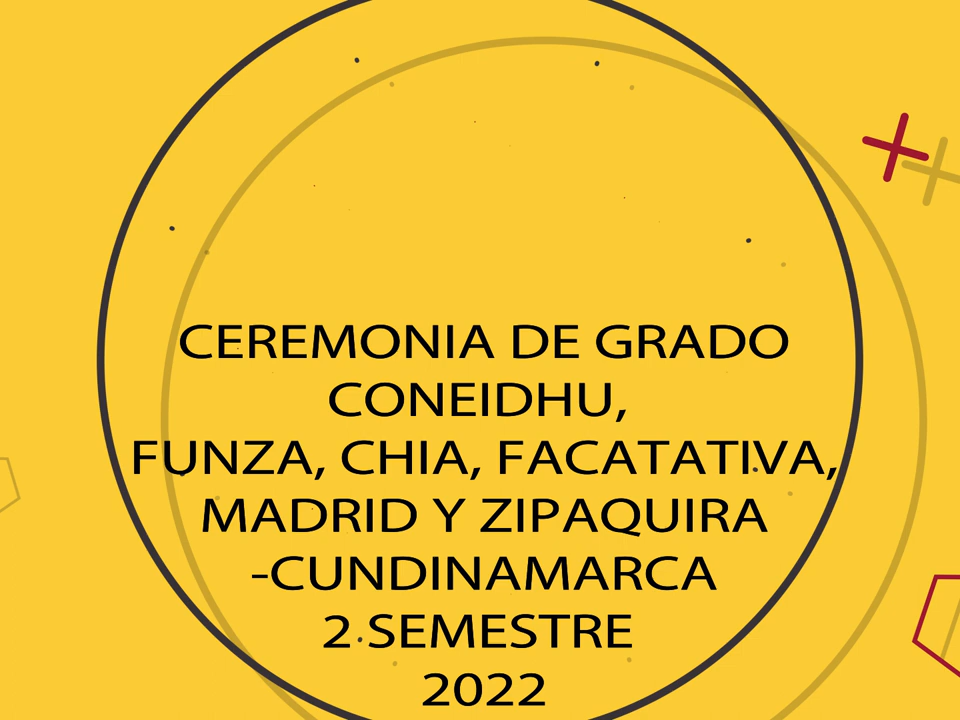 CEREMONIA DE GRADO
CONEIDHU,
FUNZA, CHIA, FACATATIVA,
MADRID Y ZIPAQUIRA
-CUNDINAMARCA
2 SEMESTRE
2022